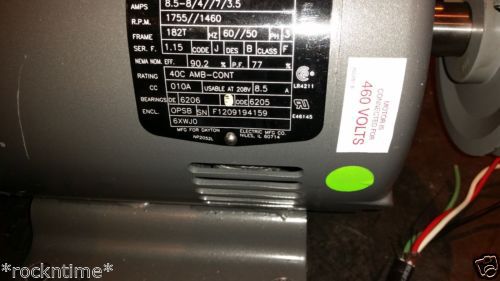 AMPS 8.5-8/4//7/3.5
R.P.M. 1755//1460
FRAME 182T HZ 60//50 PH 3
SER. F. 1.15 CODE J DES B CLASS F
NEMA NOM. EFF. 90.2 % P.F. 77 %
RATING 40C AMB-CONT
CC 010A USABLE AT 208V 8.5 A
BEARINGS DE 6206 ODE 6205
ENCL. OPSB SN F1209194159
6XWJ0
MFG FOR DAYTON ELECTRIC MFG CO.
NP2052L NILES, IL 60714
LR4211
E46145
MOTOR IS
CONNECTED FOR
460 VOLTS
*rockntime*
*rockntime*